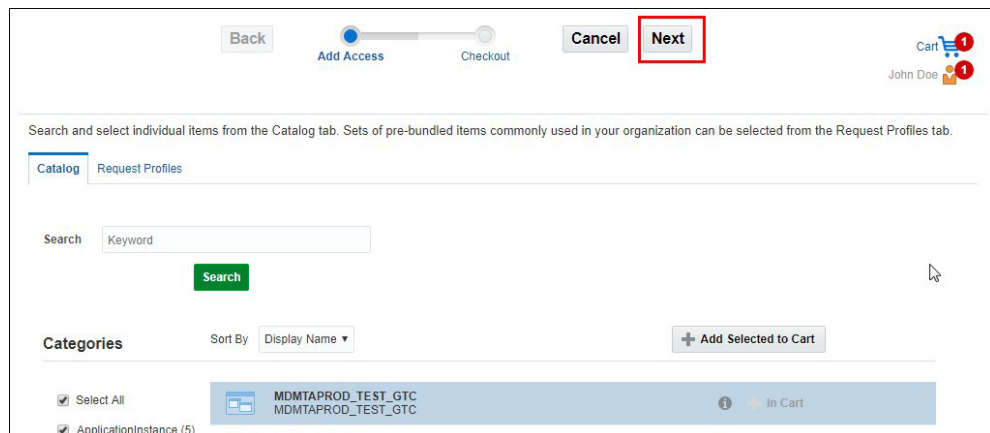 Back
Add Access
Checkout
Cancel
Next
Cart 1
John Doe 1
Search and select individual items from the Catalog tab. Sets of pre-bundled items commonly used in your organization can be selected from the Request Profiles tab.
Catalog Request Profiles
Search Keyword
Search
Categories Sort By Display Name Add Selected to Cart
Select All MDMTAPROD_TEST_GTC
MDMTAPROD_TEST_GTC In Cart
ApplicationInstance (5)